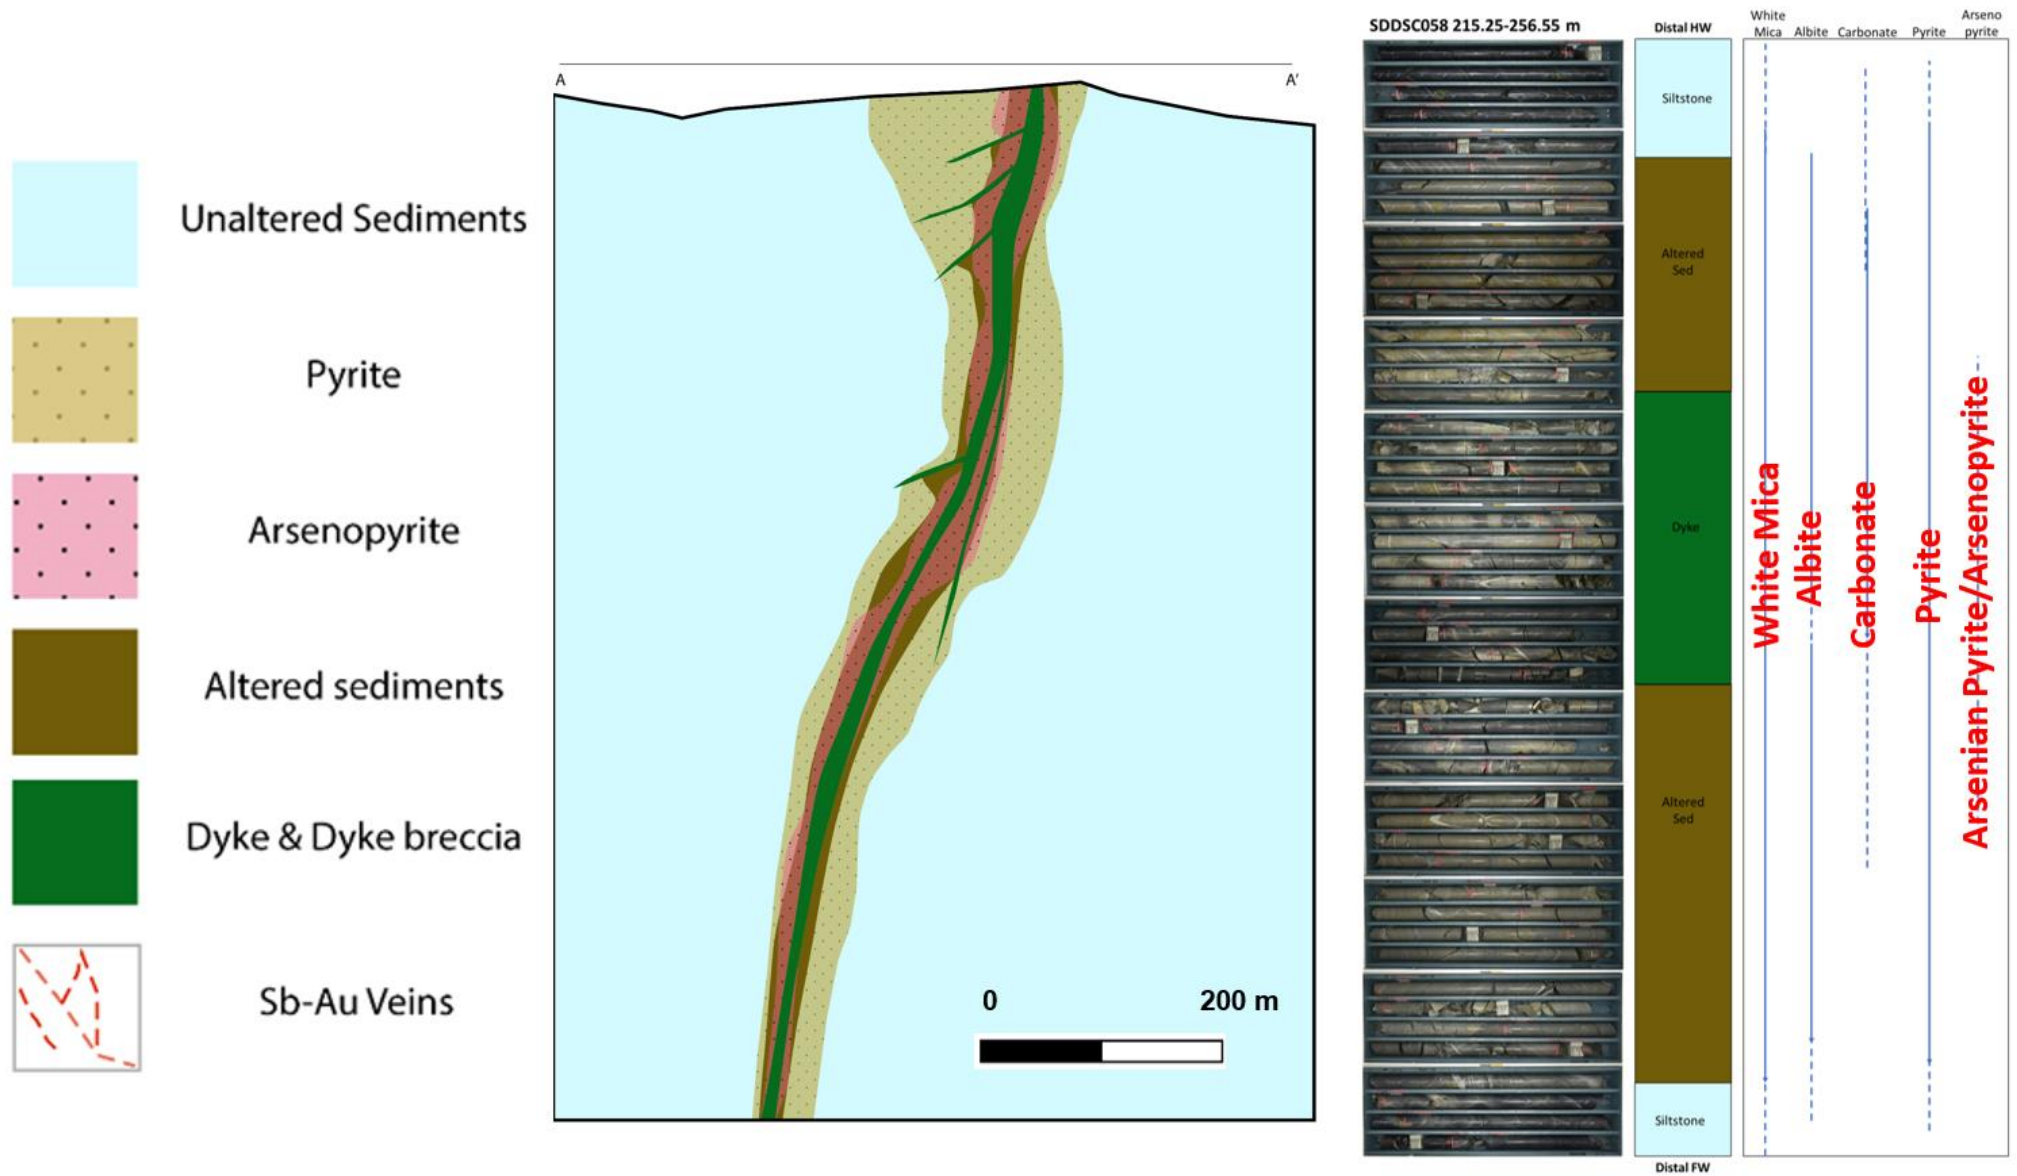 Unaltered Sediments
Pyrite
Arsenopyrite
Altered sediments
Dyke & Dyke breccia
Sb-Au Veins
A
A'
0 200 m
SDDSC058 215.25-256.55 m
Distal HW
Siltstone
Altered
Sed
Dyke
Altered
Sed
Siltstone
Distal FW
White
Mica
Albite
Carbonate
Pyrite
Arseno
pyrite
White Mica
Albite
Carbonate
Pyrite
Arsenian Pyrite/Arsenopyrite